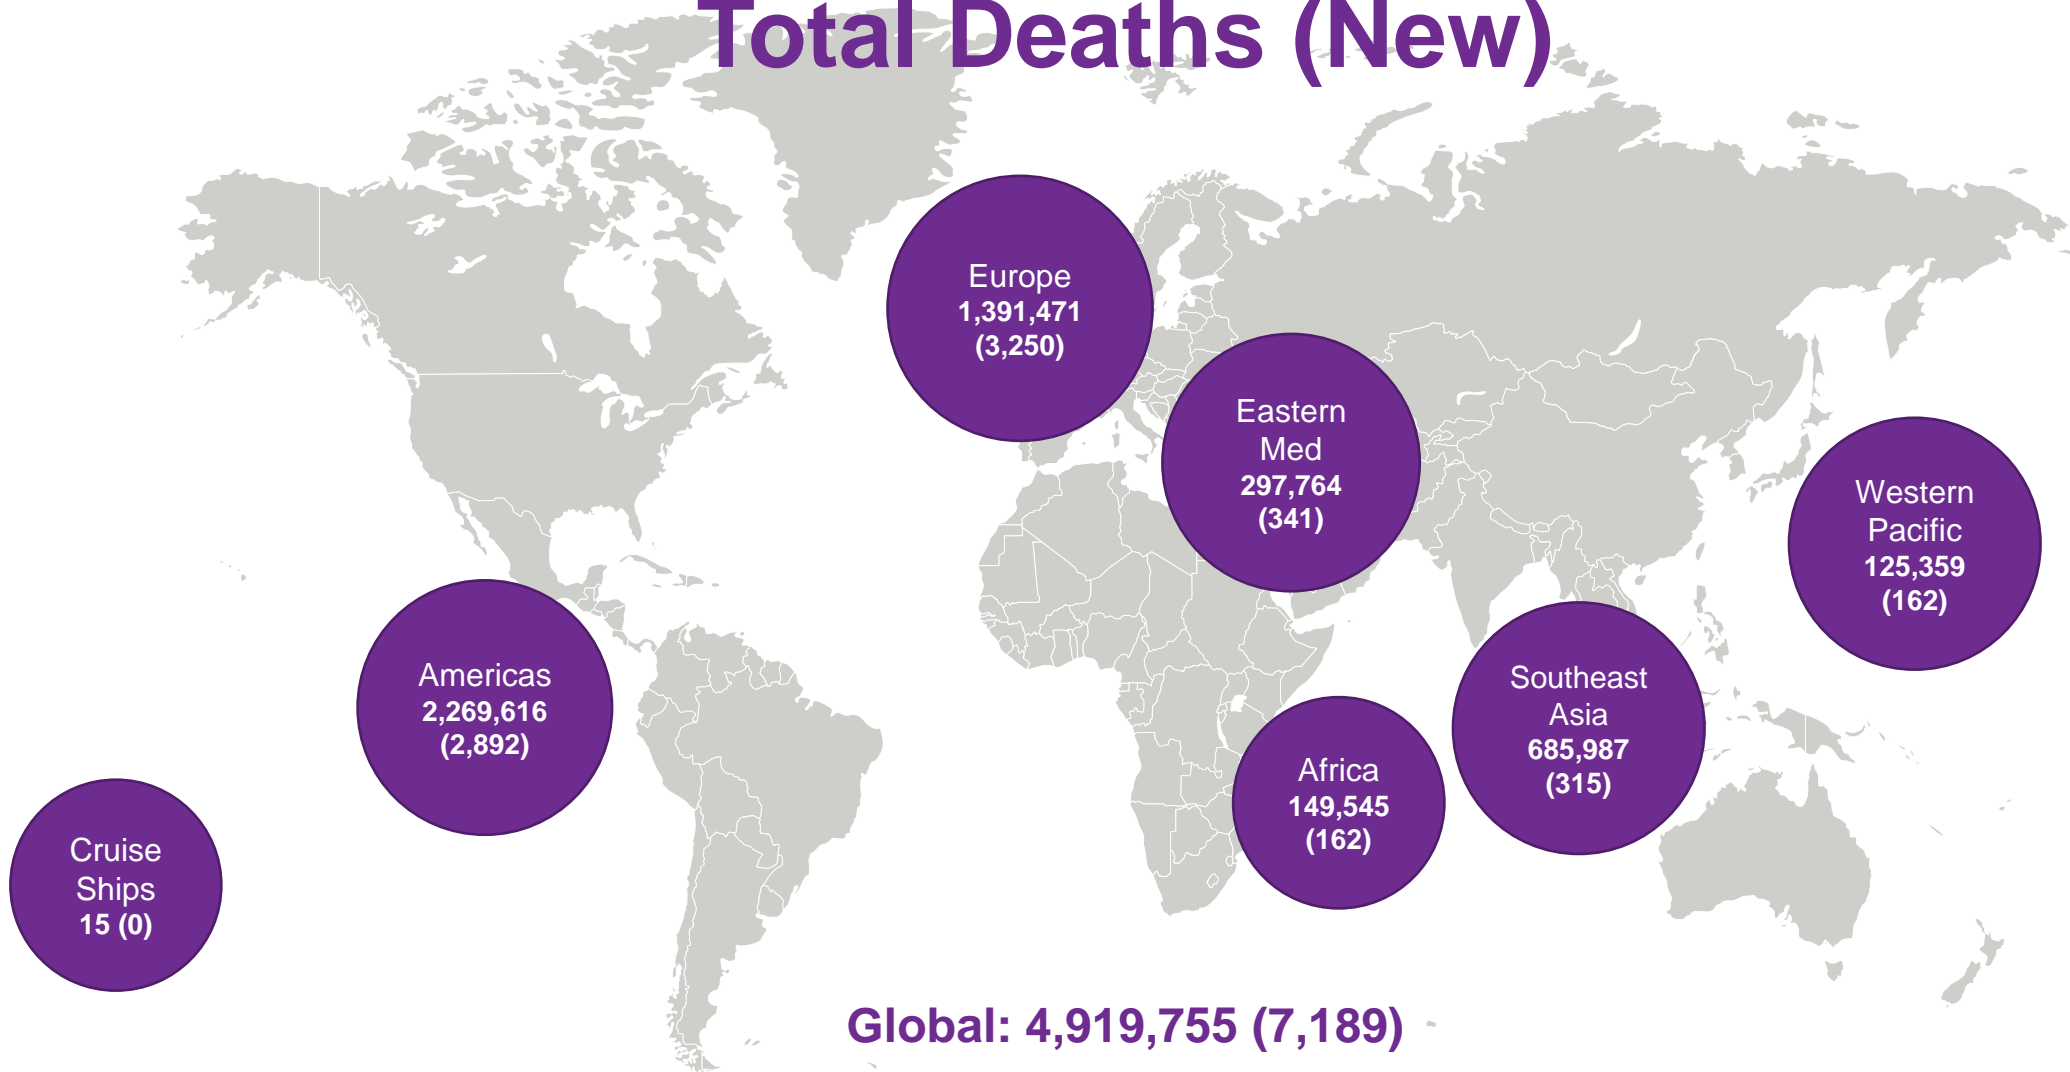 Total Deaths (New)
Europe
1,391,471
(3,250)
Eastern
Med
297,764
(341)
Western
Pacific
125,359
(162)
Americas
2,269,616
(2,892)
Southeast
Asia
685,987
(315)
Africa
149,545
(162)
Cruise
Ships
15 (0)
Global: 4,919,755 (7,189)